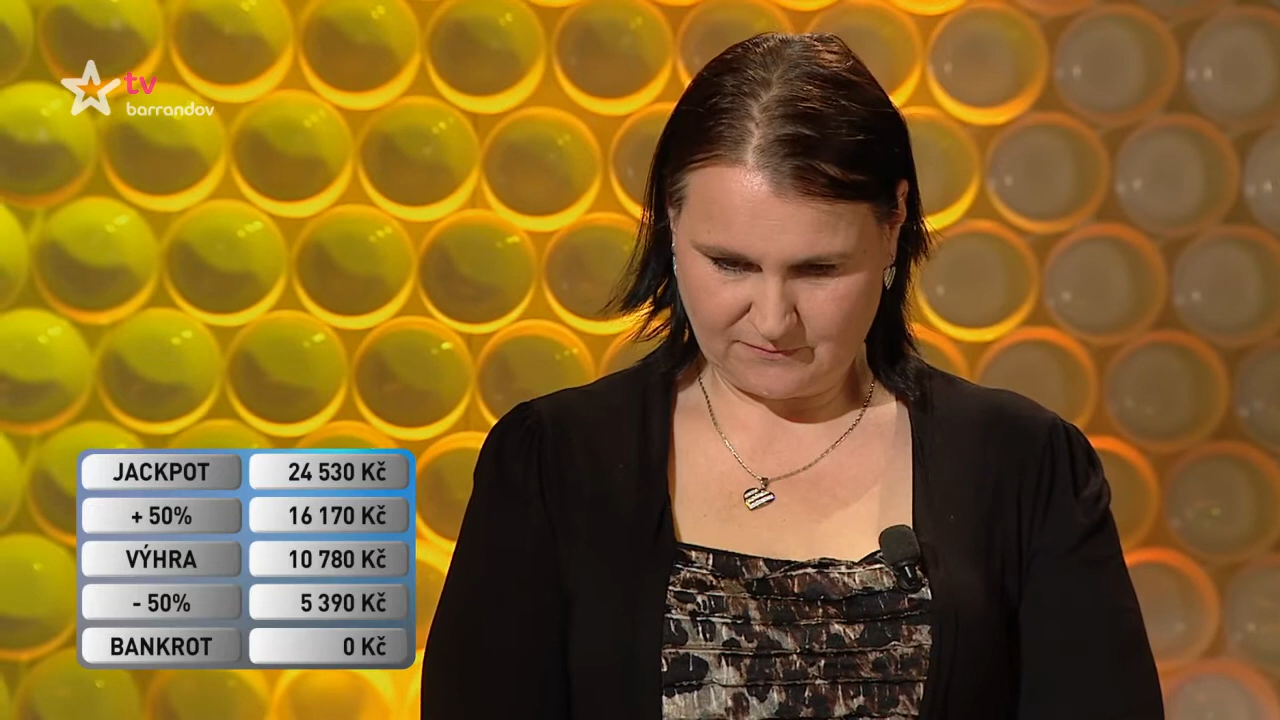 tv
barrandov
JACKPOT 24 530 Kč
+ 50% 16 170 Kč
VÝHRA 10 780 Kč
- 50% 5 390 Kč
BANKROT 0 Kč